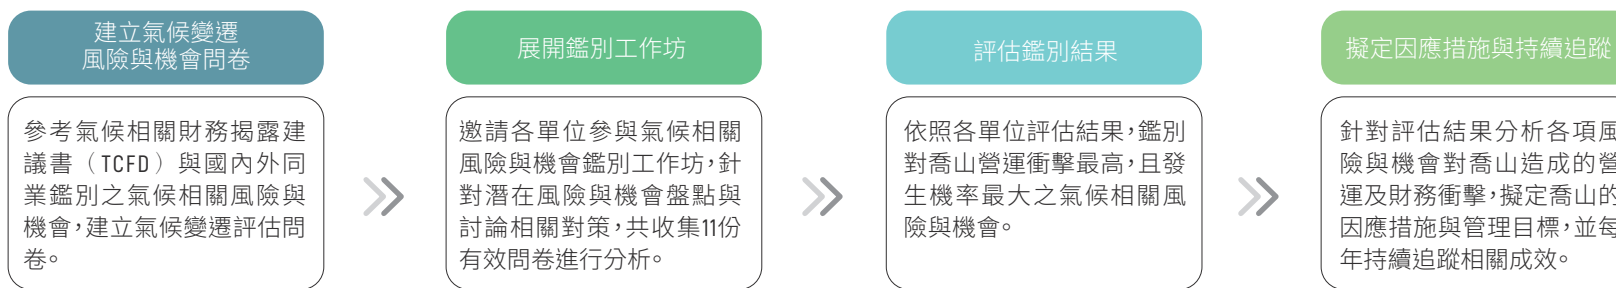 建立氣候變遷
風險與機會問卷
參考氣候相關財務揭露建
議書（TCFD）與國內外同
業鑑別之氣候相關風險與
機會，建立氣候變遷評估問
卷。
展開鑑別工作坊
邀請各單位參與氣候相關
風險與機會鑑別工作坊，針
對潛在風險與機會盤點與
討論相關對策，共收集11份
有效問卷進行分析。
評估鑑別結果
依照各單位評估結果，鑑別
對喬山營運衝擊最高，且發
生機率最大之氣候相關風
險與機會。
擬定因應措施與持續追蹤
針對評估結果分析各項風
險與機會對喬山造成的營
運及財務衝擊，擬定喬山的
因應措施與管理目標，並每
年持續追蹤相關成效。